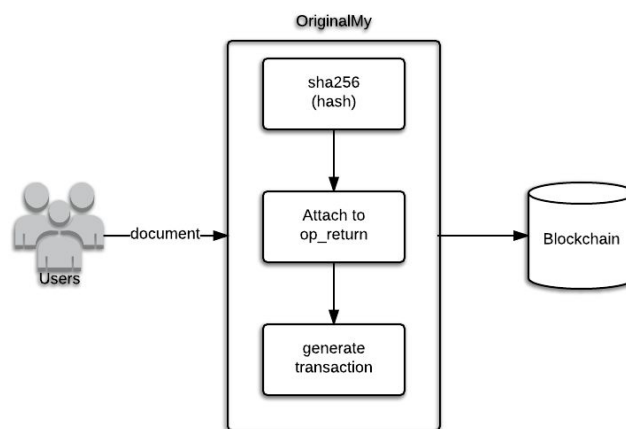 OriginalMy
sha256
(hash)
Users
document
Attach to
op_return
Blockchain
generate
transaction